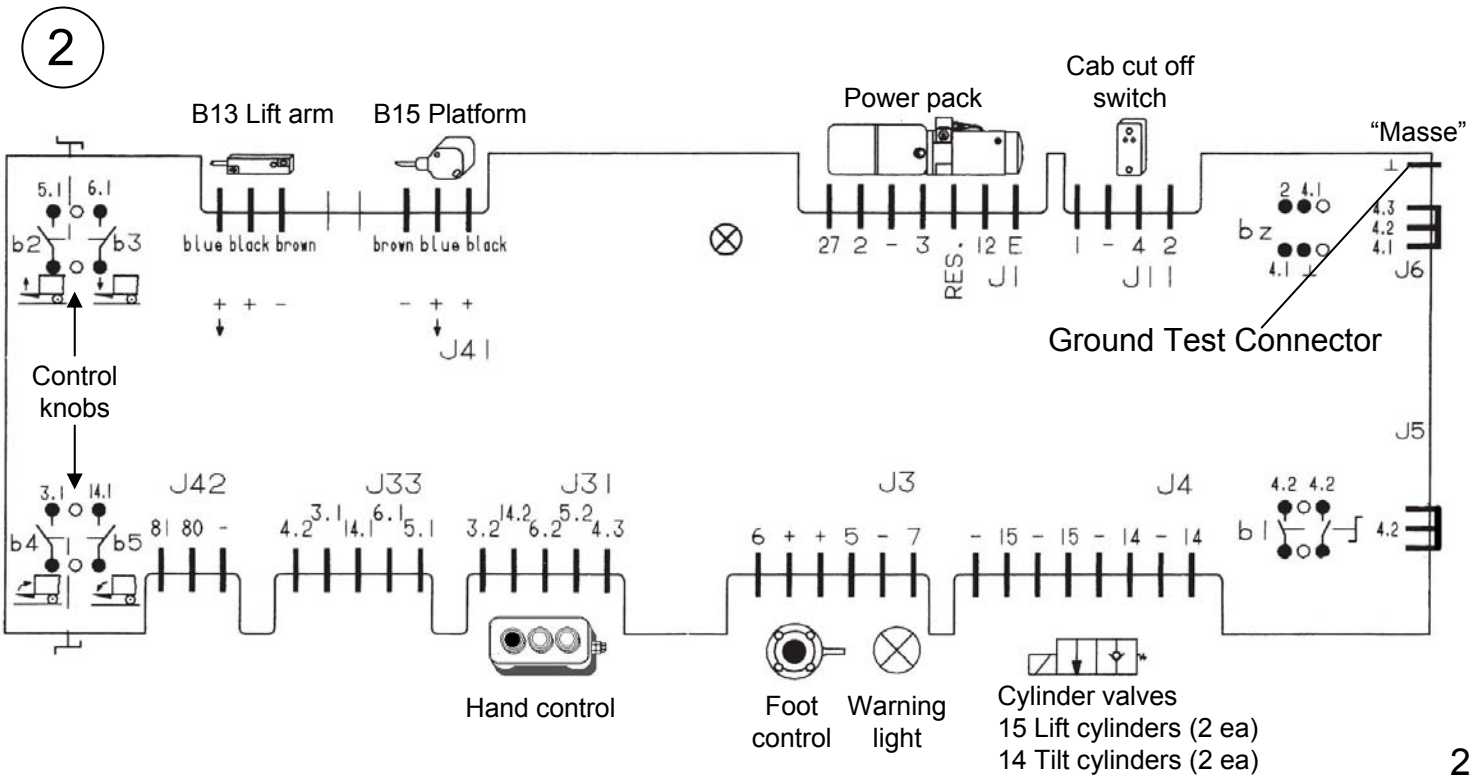 2
B13 Lift arm
B15 Platform
Power pack
Cab cut off
switch
“Masse”
5.1 6.1
b2 b3
blue black brown
brown blue black
27 2 - 3 RES. 12 E
J1
1 - 4 2
J11
2 4.1
bz
4.1 ⊥
⊥
4.3
4.2
4.1
J6
+ + -
- + +
J41
Ground Test Connector
Control
knobs
J5
3.1 14.1
b4 b5
J42
81 80 -
J33
4.2 3.1 14.1 6.1 5.1
J31
3.2 14.2 6.2 5.2 4.3
J3
6 + + 5 - 7
J4
- 15 - 15 - 14 - 14
4.2 4.2
b1
4.2
Hand control
Foot
control
Warning
light
Cylinder valves
15 Lift cylinders (2 ea)
14 Tilt cylinders (2 ea)
2